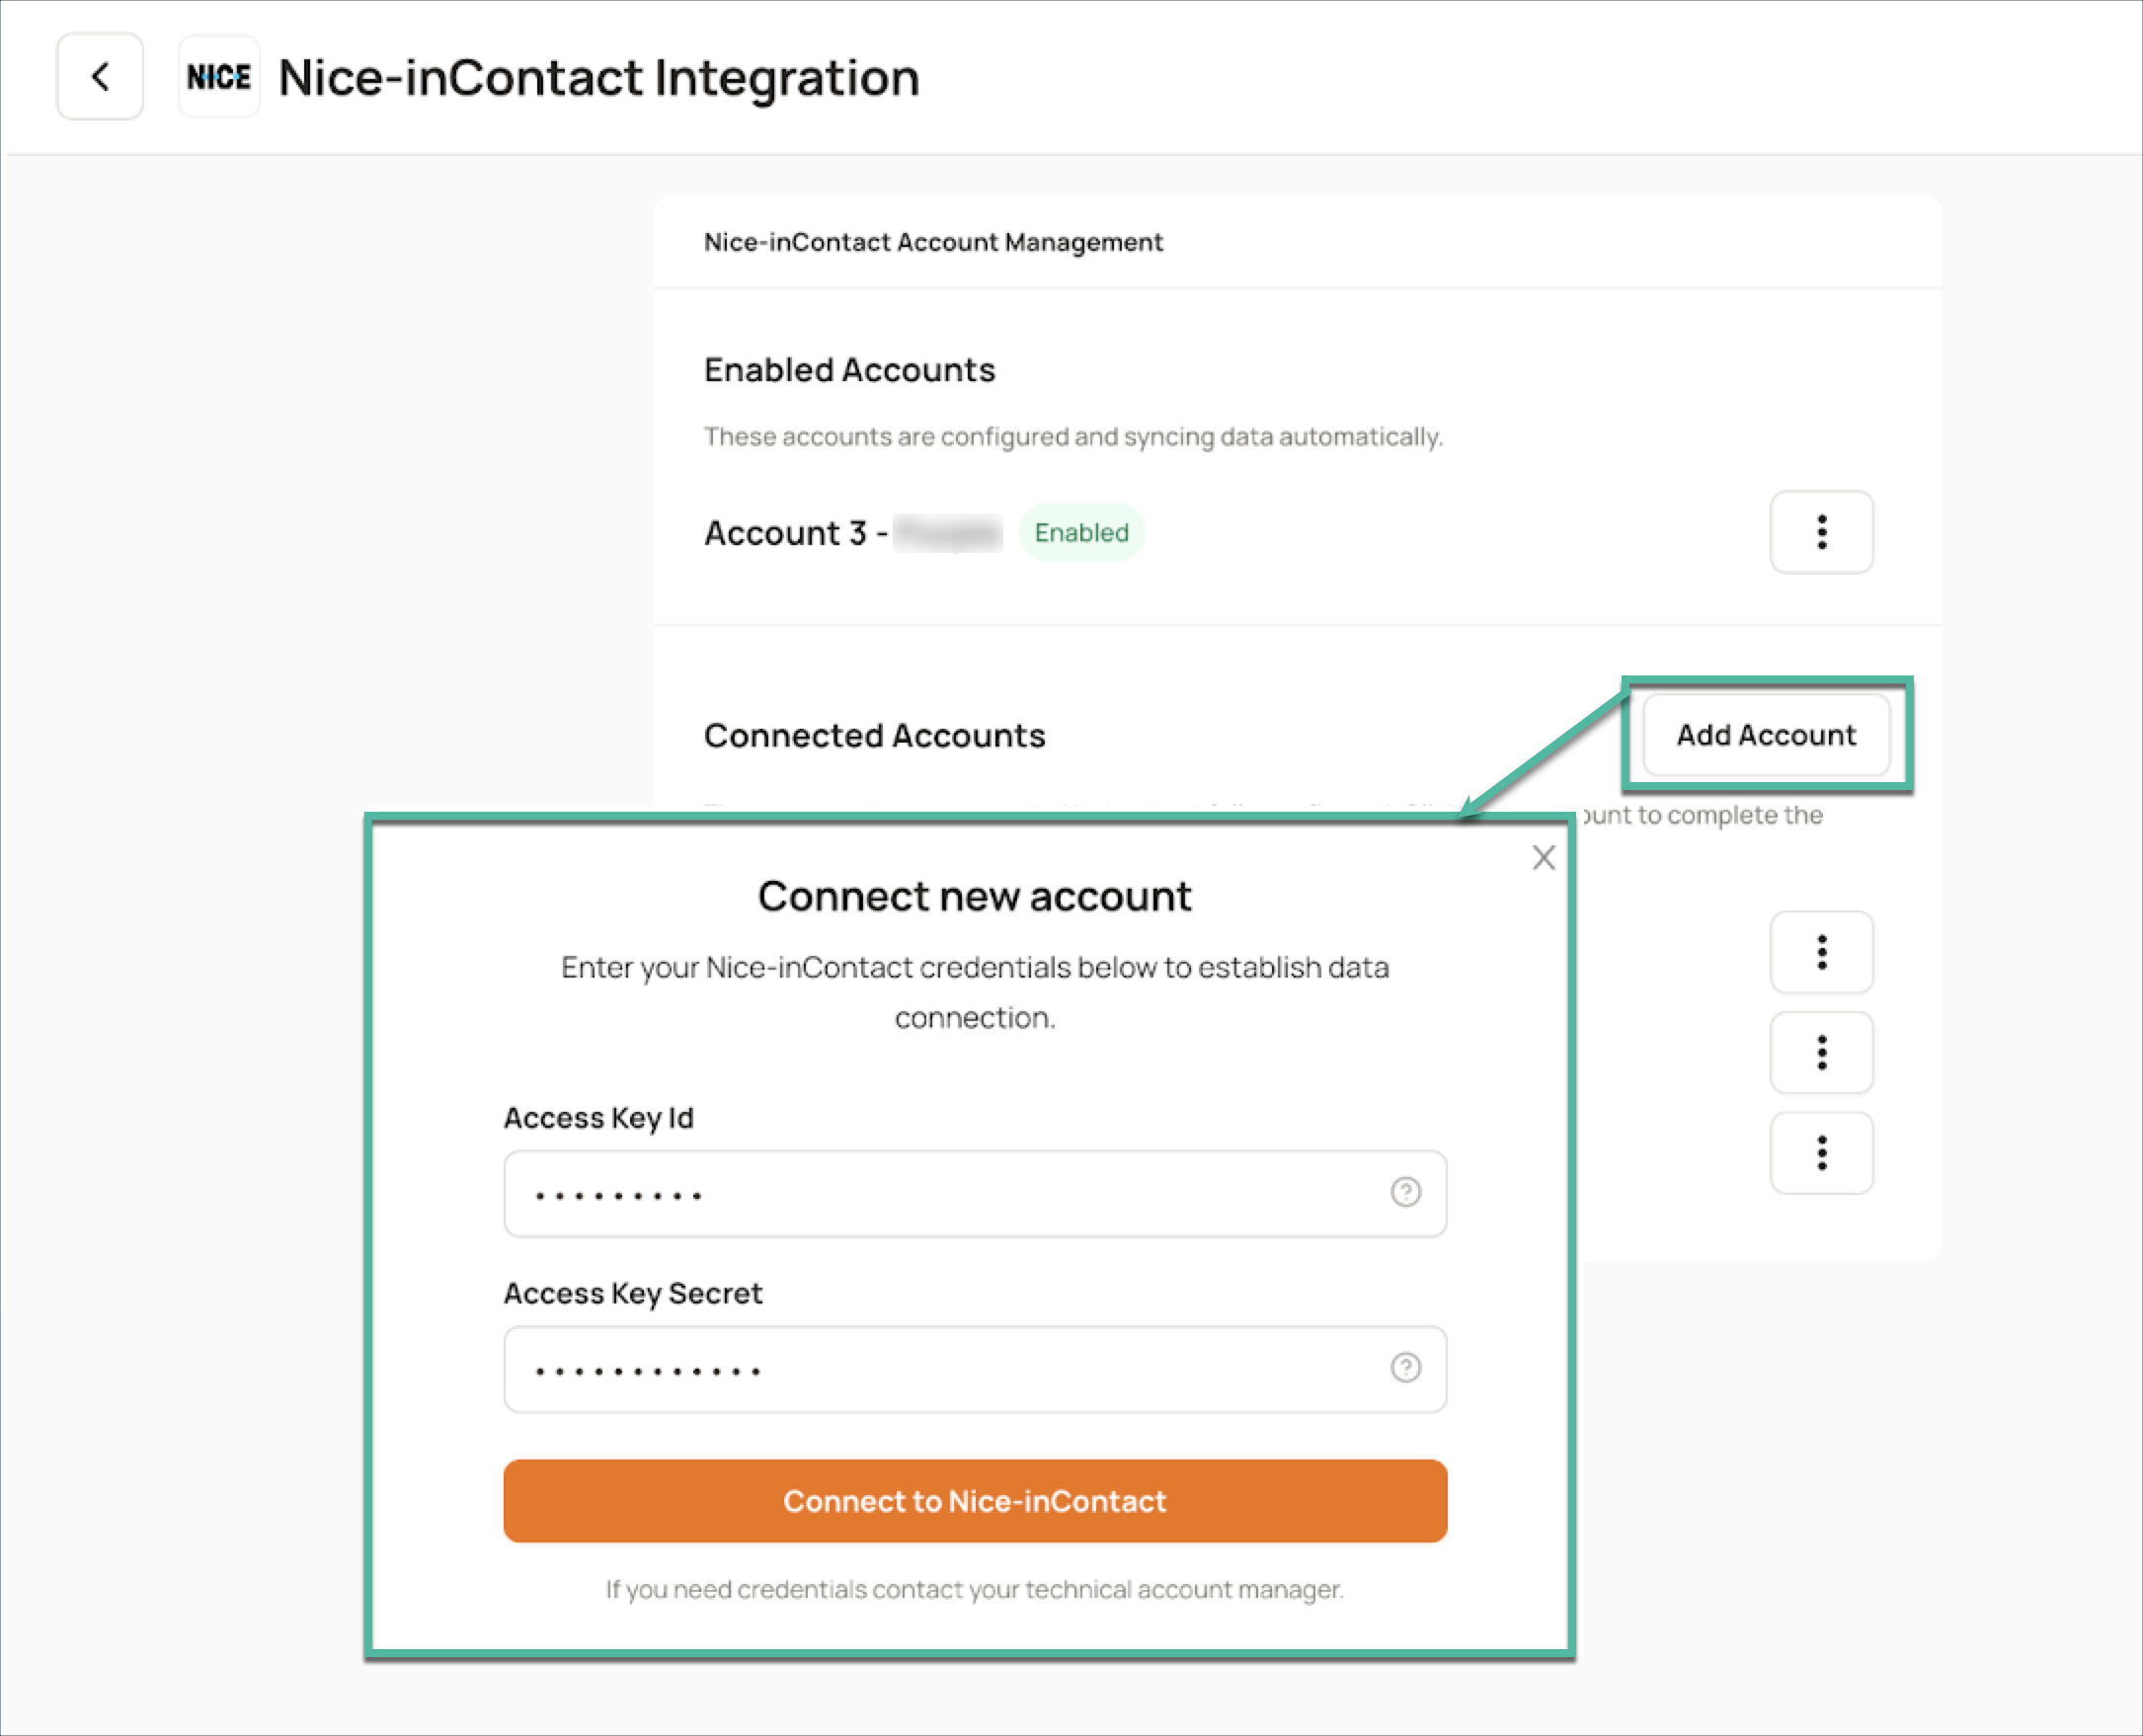 NICE Nice-inContact Integration
Nice-inContact Account Management
Enabled Accounts
These accounts are configured and syncing data automatically.
Account 3 - Enabled
Connected Accounts
Add Account
to complete the
X
Connect new account
Enter your Nice-inContact credentials below to establish data
connection.
Access Key Id
•••••••••
?
Access Key Secret
••••••••••••
?
Connect to Nice-inContact
If you need credentials contact your technical account manager.